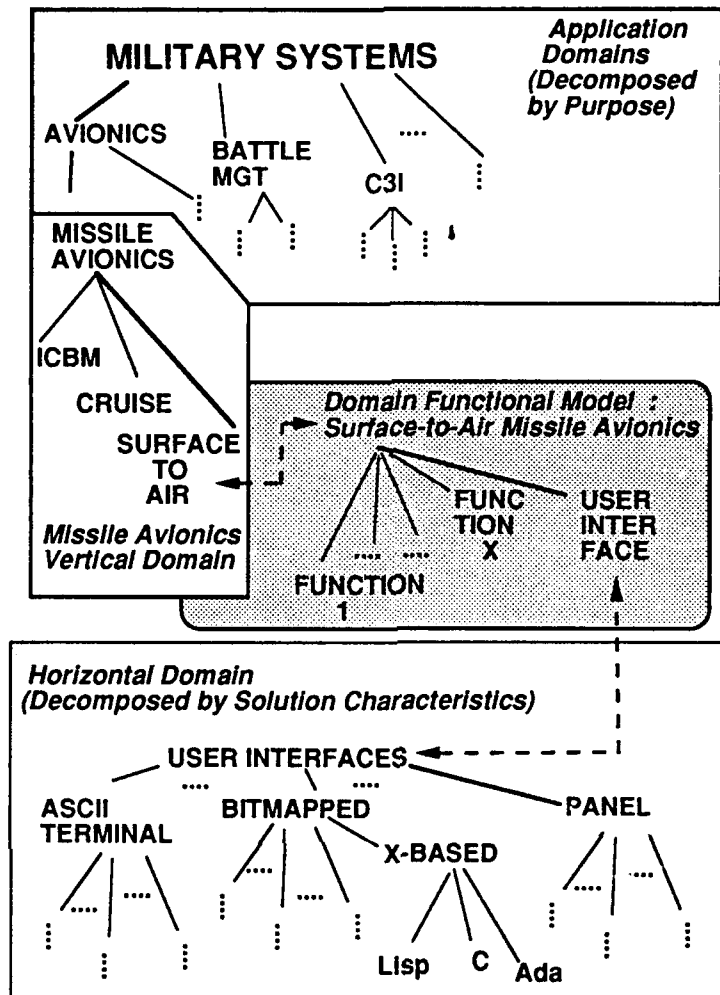 MILITARY SYSTEMS
Application
Domains
(Decomposed
by Purpose)
AVIONICS
BATTLE
MGT
C3I
MISSILE
AVIONICS
ICBM
CRUISE
SURFACE
TO
AIR
Missile Avionics
Vertical Domain
Domain Functional Model :
Surface-to-Air Missile Avionics
FUNCTION
1
FUNC
TION
X
USER
INTER
FACE
Horizontal Domain
(Decomposed by Solution Characteristics)
USER INTERFACES
ASCII
TERMINAL
BITMAPPED
PANEL
X-BASED
Lisp
C
Ada